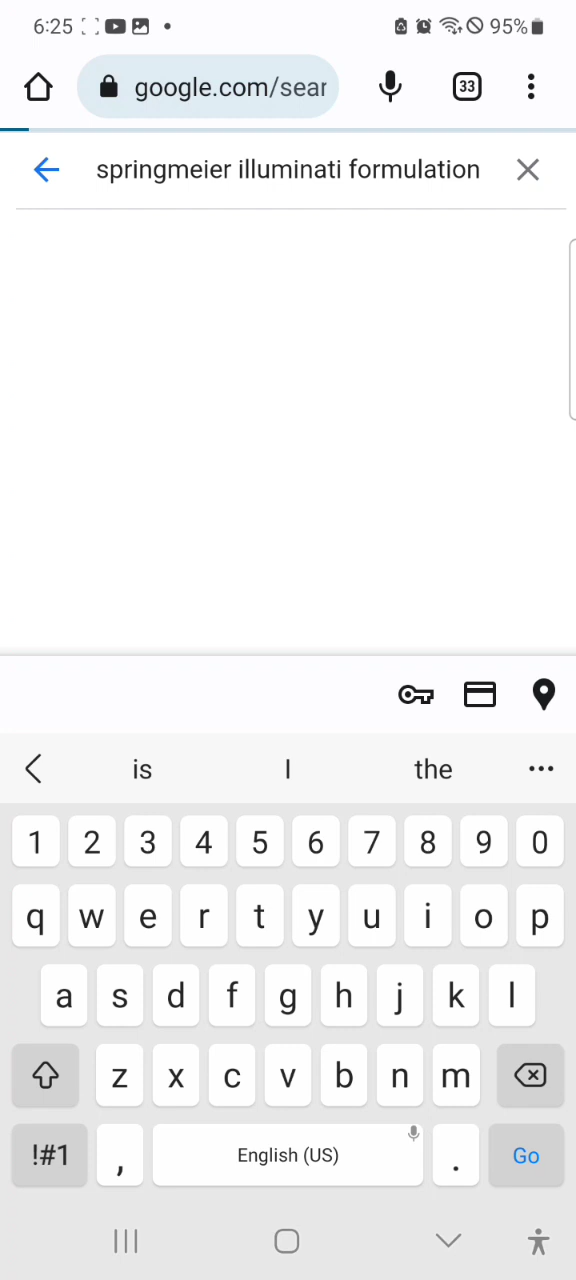 6:25 95%
google.com/sear 33
springmeier illuminati formulation
is I the
1 2 3 4 5 6 7 8 9 0
q w e r t y u i o p
a s d f g h j k l
z x c v b n m
!#1 , English (US) . Go